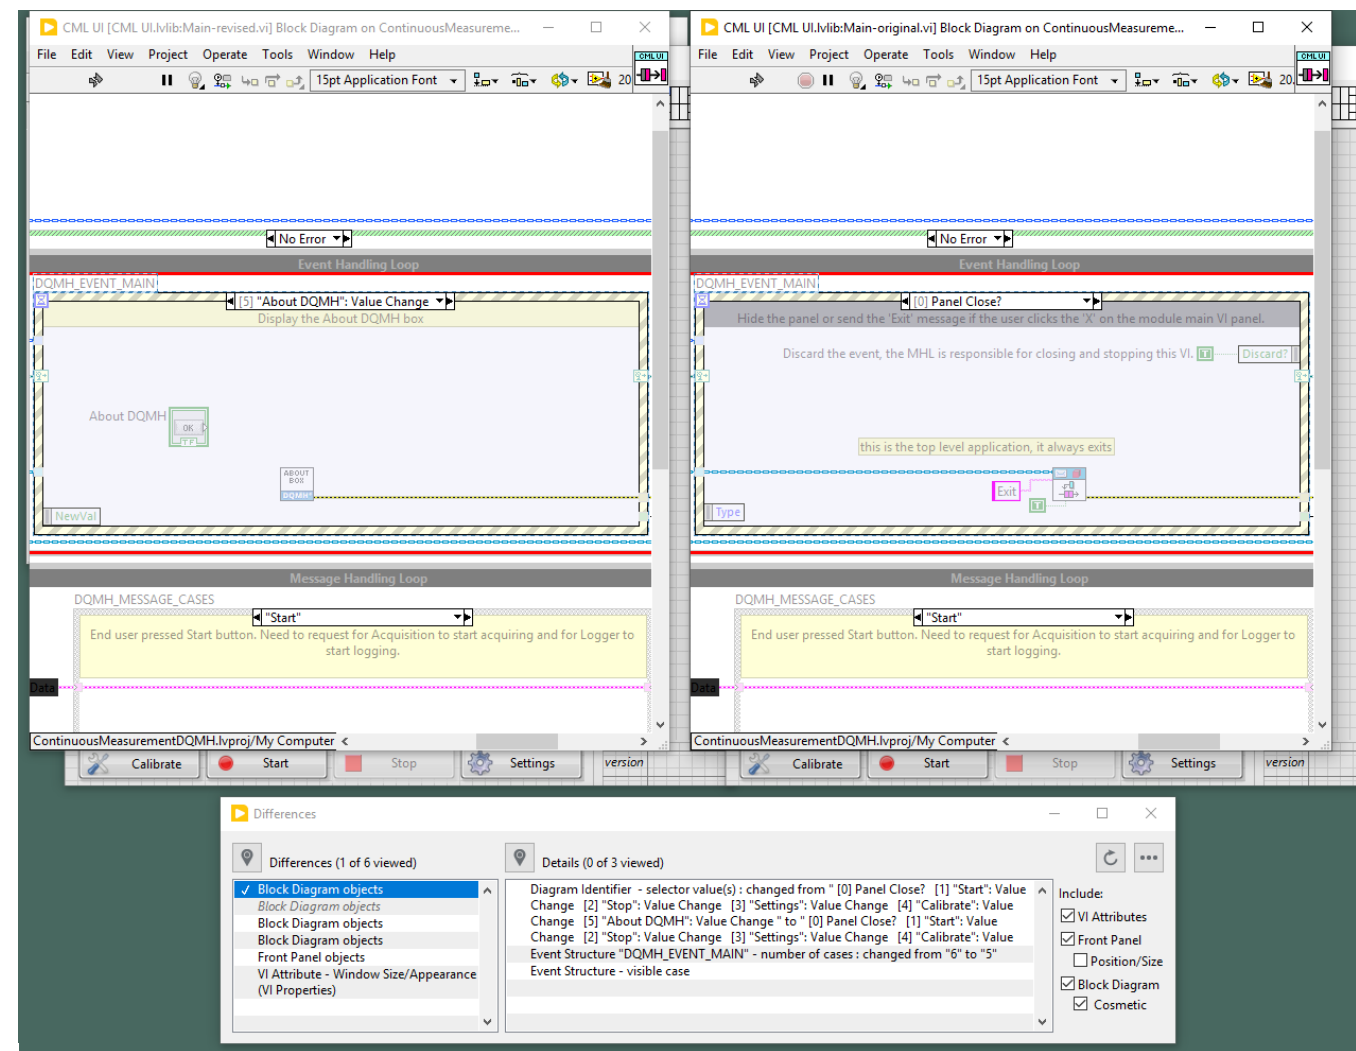 CML UI [CML UI.lvlib:Main-revised.vi] Block Diagram on ContinuousMeasureme...
File Edit View Project Operate Tools Window Help
CML UI
15pt Application Font
20
No Error
Event Handling Loop
DQMH_EVENT_MAIN
[5] "About DQMH": Value Change
Display the About DQMH box
About DQMH
OK
TF
ABOUT
BOX
DQMH
NewVal
Message Handling Loop
DQMH_MESSAGE_CASES
"Start"
End user pressed Start button. Need to request for Acquisition to start acquiring and for Logger to
start logging.
Data
ContinuousMeasurementDQMH.lvproj/My Computer
Calibrate
Start
Stop
Settings
version
CML UI [CML UI.lvlib:Main-original.vi] Block Diagram on ContinuousMeasureme...
File Edit View Project Operate Tools Window Help
CML UI
15pt Application Font
20.
No Error
Event Handling Loop
DQMH_EVENT_MAIN
[0] Panel Close?
Hide the panel or send the 'Exit' message if the user clicks the 'X' on the module main VI panel.
Discard the event, the MHL is responsible for closing and stopping this VI.
T
Discard?
this is the top level application, it always exits
Exit
T
Type
Message Handling Loop
DQMH_MESSAGE_CASES
"Start"
End user pressed Start button. Need to request for Acquisition to start acquiring and for Logger to
start logging.
Data
ContinuousMeasurementDQMH.lvproj/My Computer
Calibrate
Start
Stop
Settings
version
Differences
Differences (1 of 6 viewed)
Block Diagram objects
Block Diagram objects
Block Diagram objects
Block Diagram objects
Front Panel objects
VI Attribute - Window Size/Appearance
(VI Properties)
Details (0 of 3 viewed)
Diagram Identifier - selector value(s) : changed from " [0] Panel Close? [1] "Start": Value
Change [2] "Stop": Value Change [3] "Settings": Value Change [4] "Calibrate": Value
Change [5] "About DQMH": Value Change " to " [0] Panel Close? [1] "Start": Value
Change [2] "Stop": Value Change [3] "Settings": Value Change [4] "Calibrate": Value
Event Structure "DQMH_EVENT_MAIN" - number of cases : changed from "6" to "5"
Event Structure - visible case
Include:
VI Attributes
Front Panel
Position/Size
Block Diagram
Cosmetic